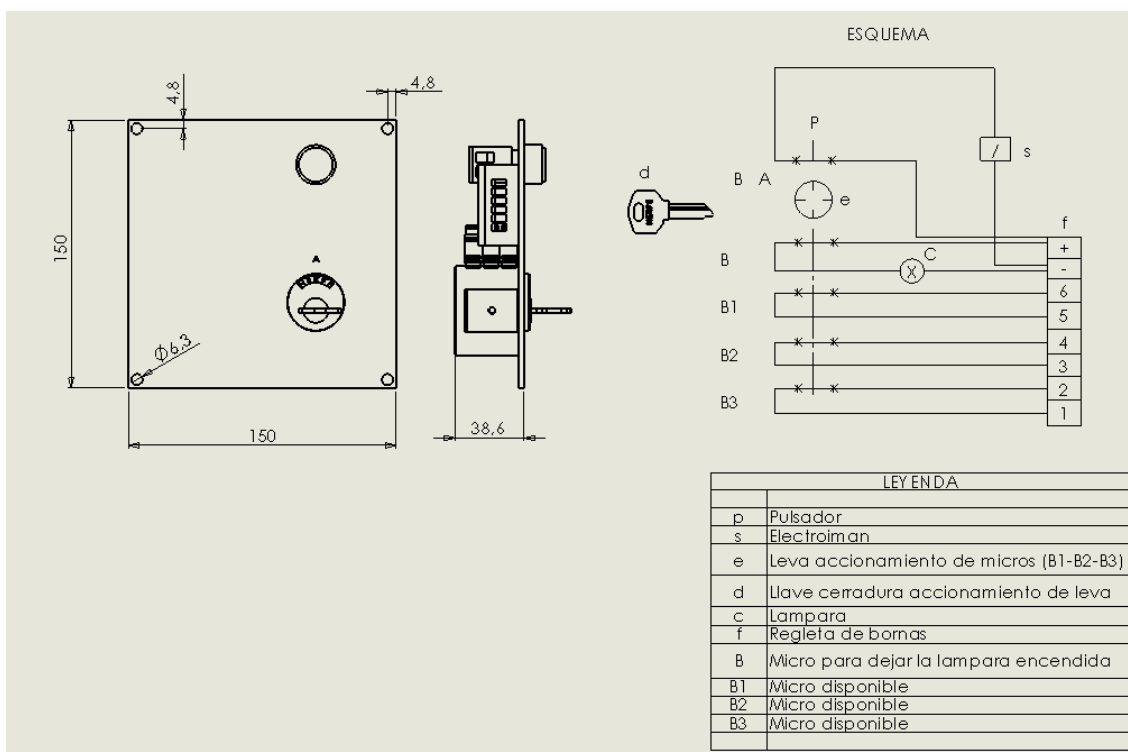 ESQUEMA
4,8
4,8
150
A
Φ6,3
150
38,6
d
P
s
B A
e
f
B
C
+
-
B1
6
5
B2
4
3
B3
2
1
LEYENDA
p Pulsador
s Electroiman
e Leva accionamiento de micros (B1-B2-B3)
d Llave cerradura accionamiento de leva
c Lampara
f Regleta de bornas
B Micro para dejar la lampara encendida
B1 Micro disponible
B2 Micro disponible
B3 Micro disponible